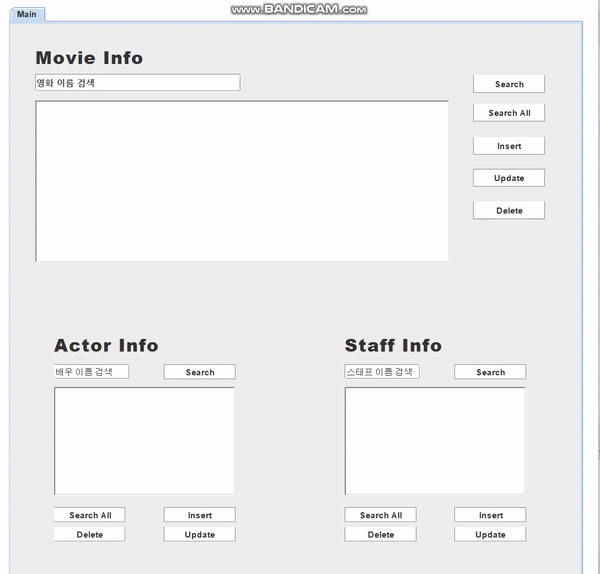 Main
www.BANDICAM.com
Movie Info
영화 이름 검색
Search
Search All
Insert
Update
Delete
Actor Info
배우 이름 검색
Search
Search All
Insert
Delete
Update
Staff Info
스태프 이름 검색
Search
Search All
Insert
Delete
Update